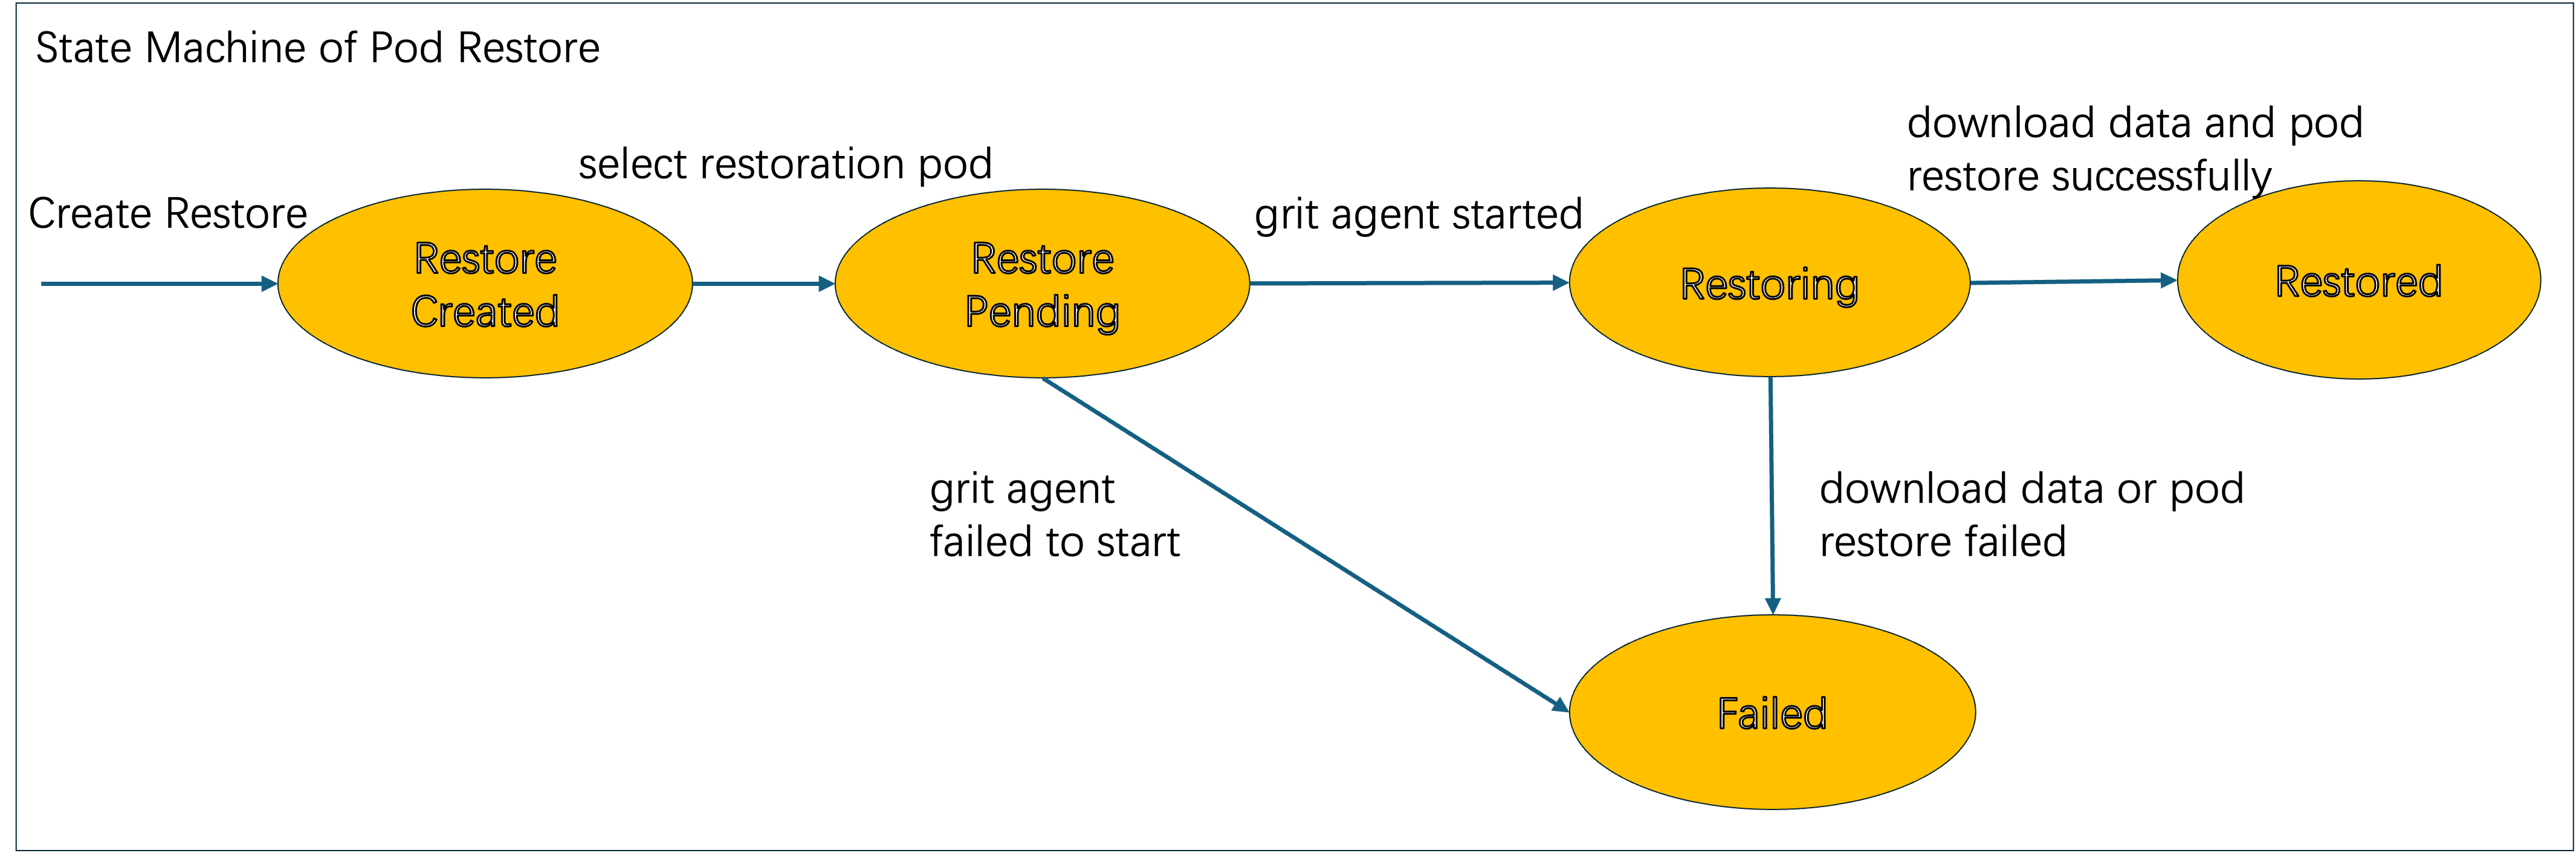 State Machine of Pod Restore
download data and pod
restore successfully
select restoration pod
Create Restore
grit agent started
Restore
Created
Restore
Pending
Restoring
Restored
grit agent
failed to start
download data or pod
restore failed
Failed